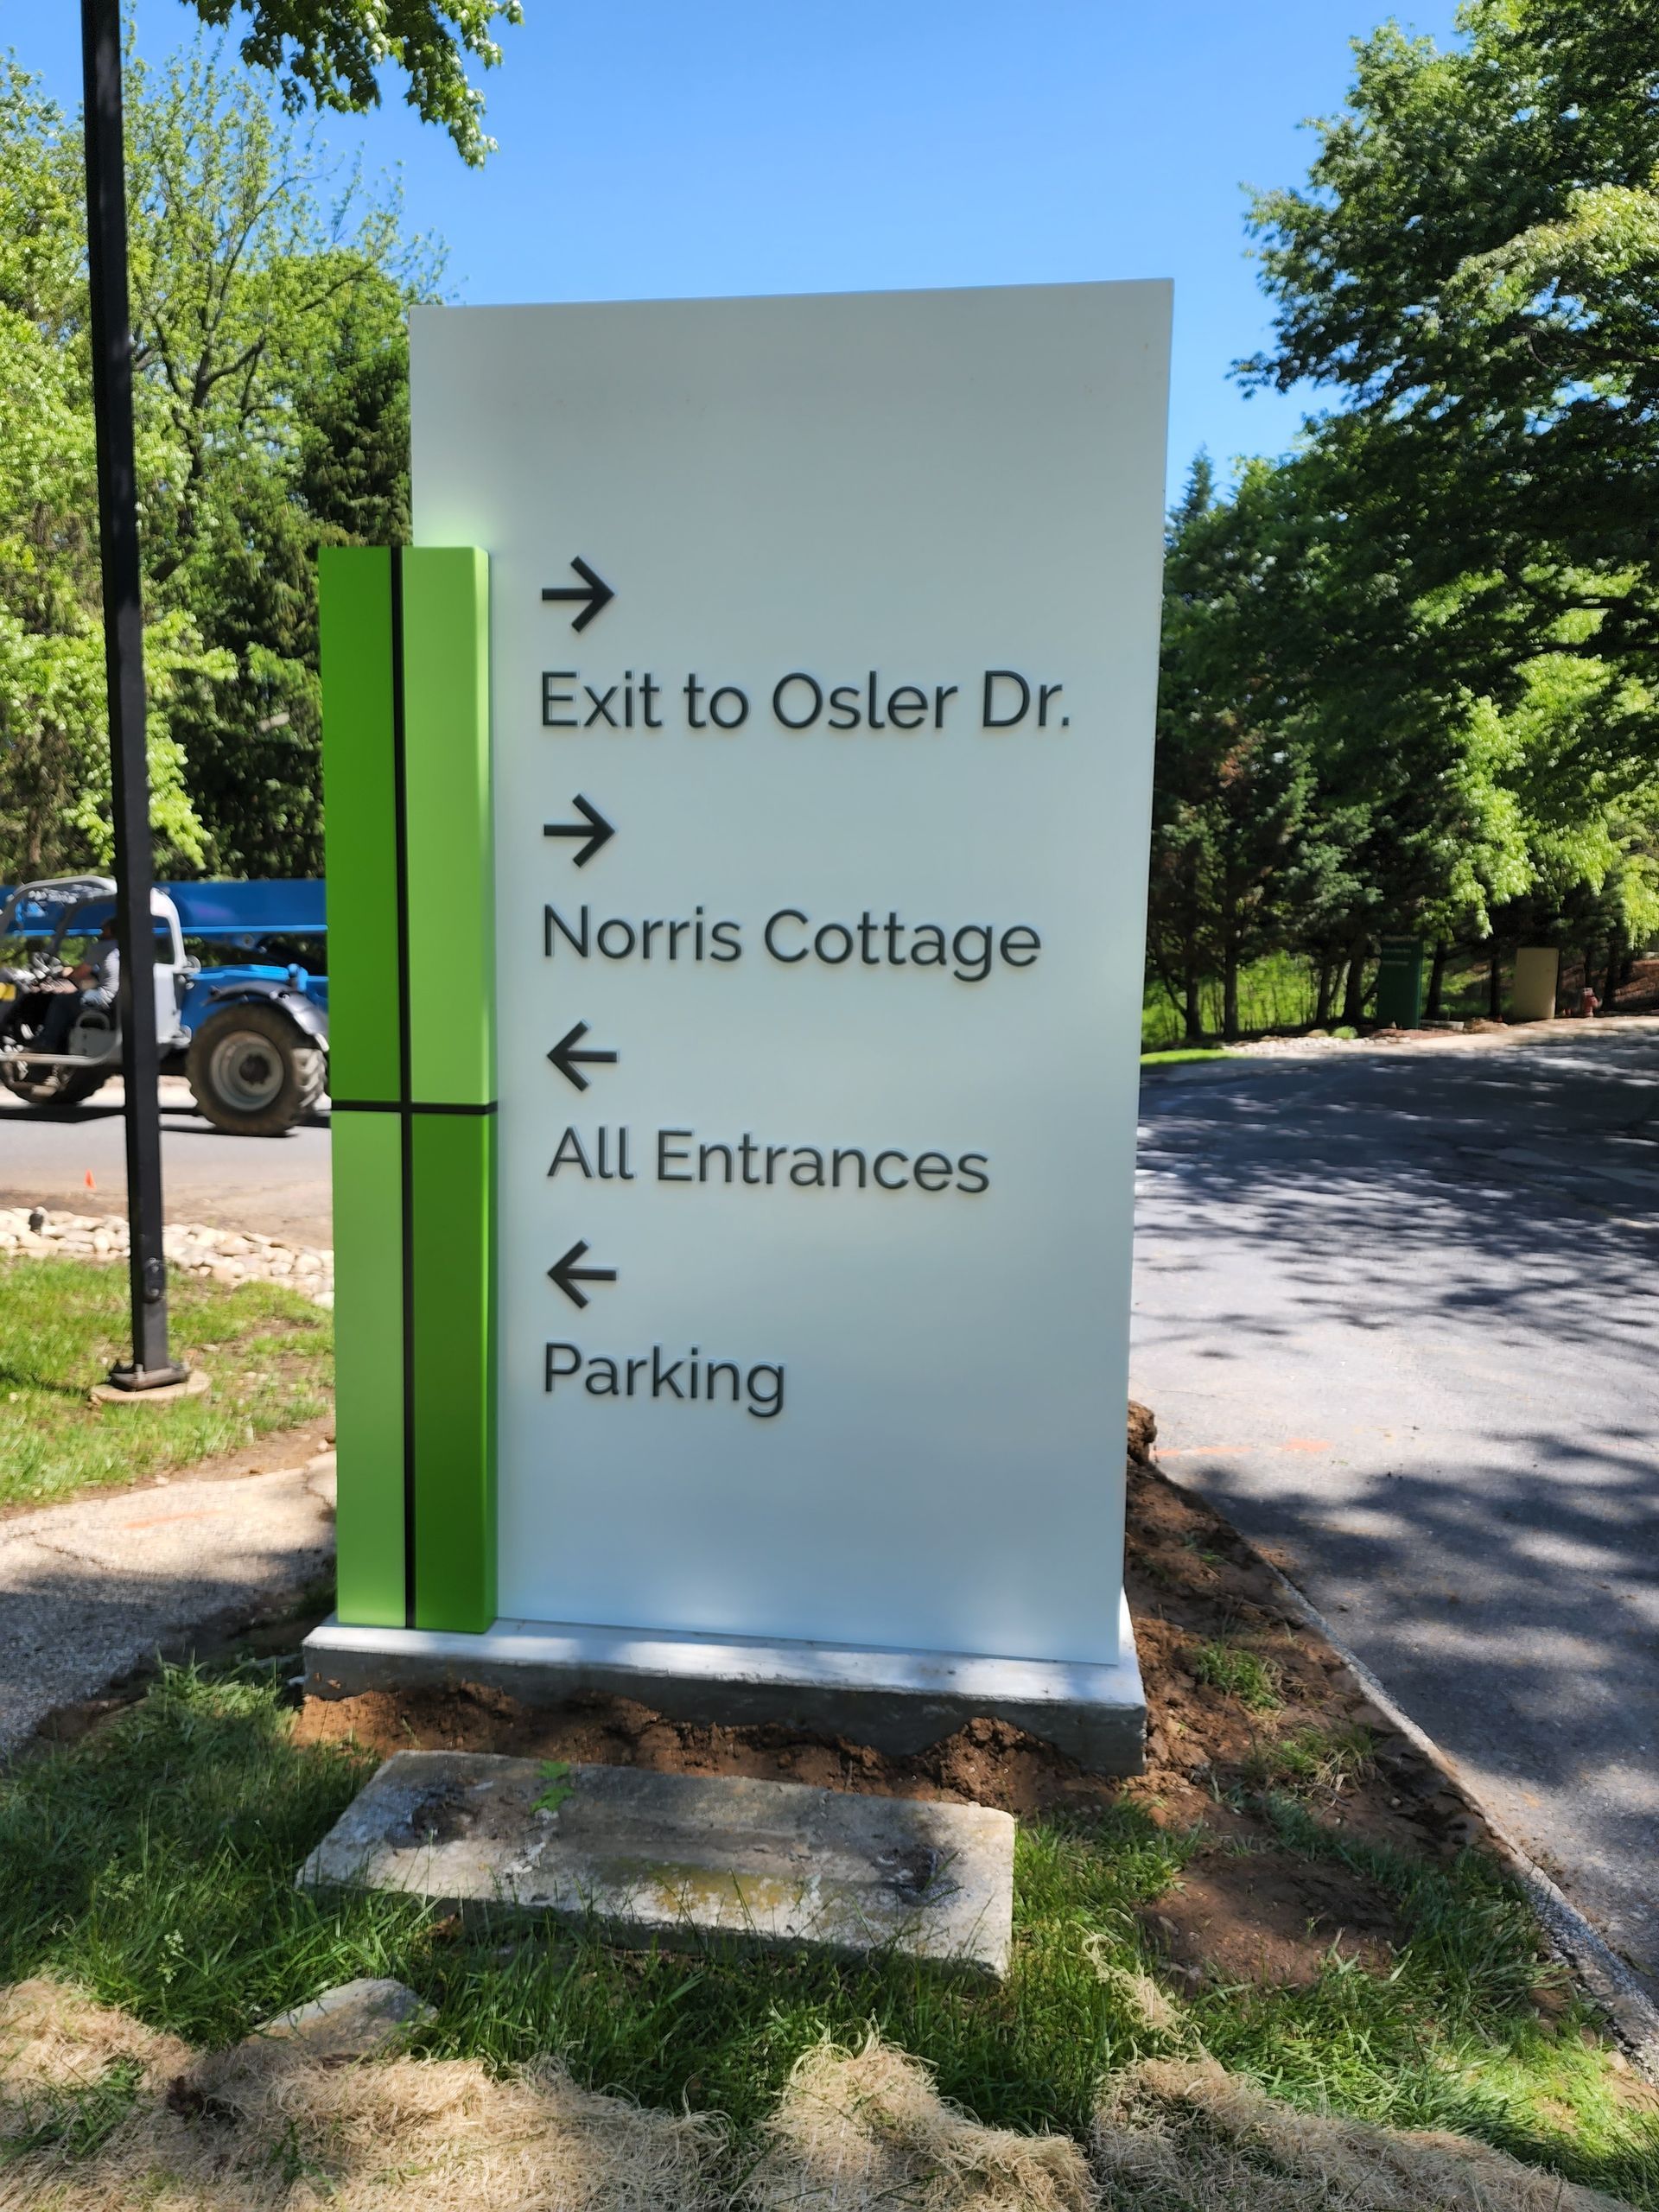 →
Exit to Osler Dr.
→
Norris Cottage
←
All Entrances
←
Parking